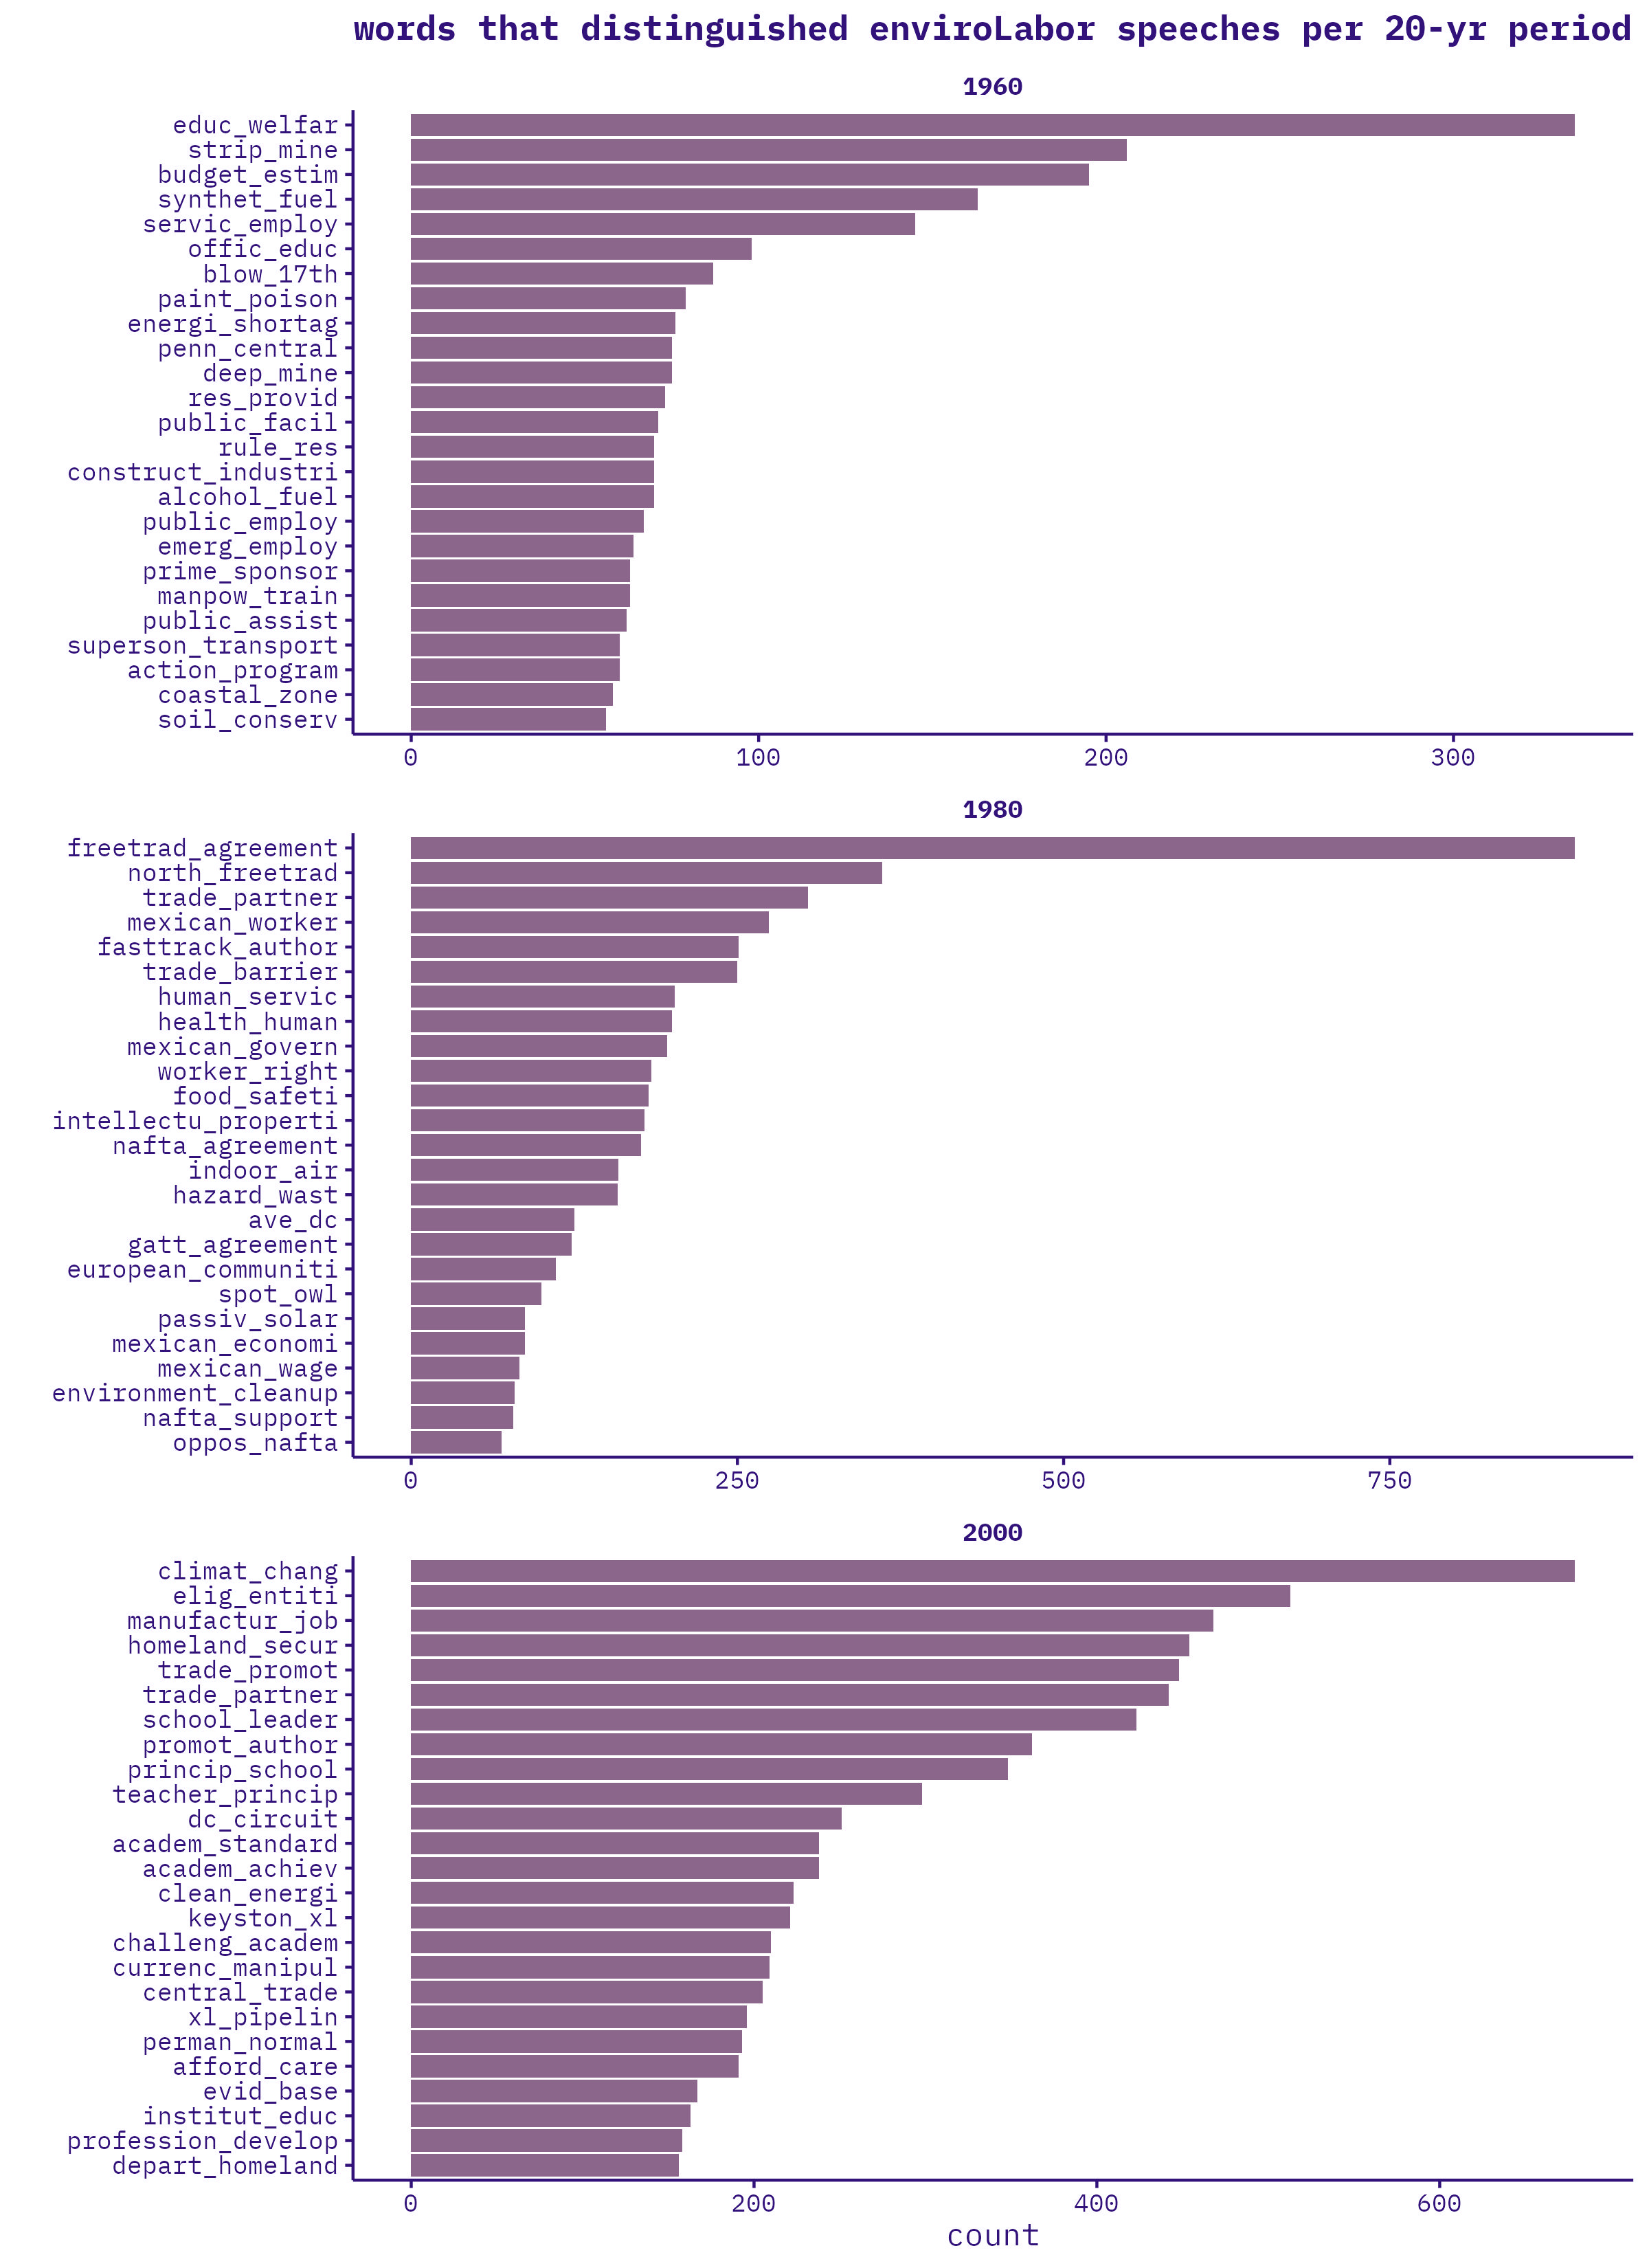 words that distinguished enviroLabor speeches per 20-yr period
1960
educ_welfar
strip_mine
budget_estim
synthet_fuel
servic_employ
offic_educ
blow_17th
paint_poison
energi_shortag
penn_central
deep_mine
res_provid
public_facil
rule_res
construct_industri
alcohol_fuel
public_employ
emerg_employ
prime_sponsor
manpow_train
public_assist
superson_transport
action_program
coastal_zone
soil_conserv
0 100 200 300
1980
freetrad_agreement
north_freetrad
trade_partner
mexican_worker
fasttrack_author
trade_barrier
human_servic
health_human
mexican_govern
worker_right
food_safeti
intellectu_properti
nafta_agreement
indoor_air
hazard_wast
ave_dc
gatt_agreement
european_communiti
spot_owl
passiv_solar
mexican_economi
mexican_wage
environment_cleanup
nafta_support
oppos_nafta
0 250 500 750
2000
climat_chang
elig_entiti
manufactur_job
homeland_secur
trade_promot
trade_partner
school_leader
promot_author
princip_school
teacher_princip
dc_circuit
academ_standard
academ_achiev
clean_energi
keyston_xl
challeng_academ
currenc_manipul
central_trade
xl_pipelin
perman_normal
afford_care
evid_base
institut_educ
profession_develop
depart_homeland
0 200 400 600
count